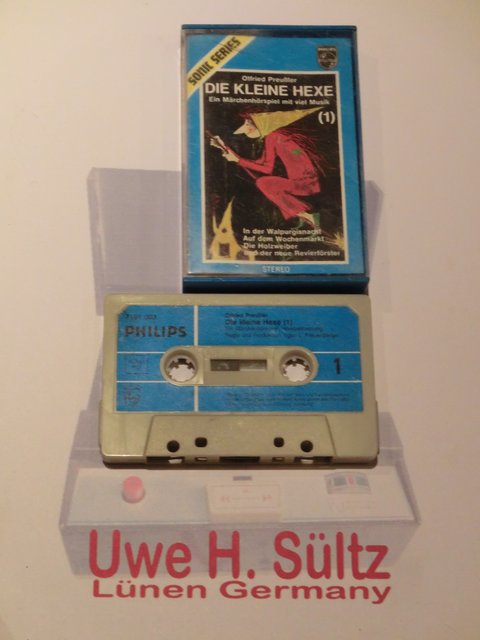 SONIC SERIES
PHILIPS
Otfried Preußler
DIE KLEINE HEXE
Ein Märchenhörspiel mit viel Musik
(1)
In der Walpurgisnacht
Auf dem Wochenmarkt
Die Holzweiber
und der neue Revierförster
STEREO
PHILIPS
Otfried Preußler
Die kleine Hexe (1)
1
Uwe H. Sültz
Lünen Germany